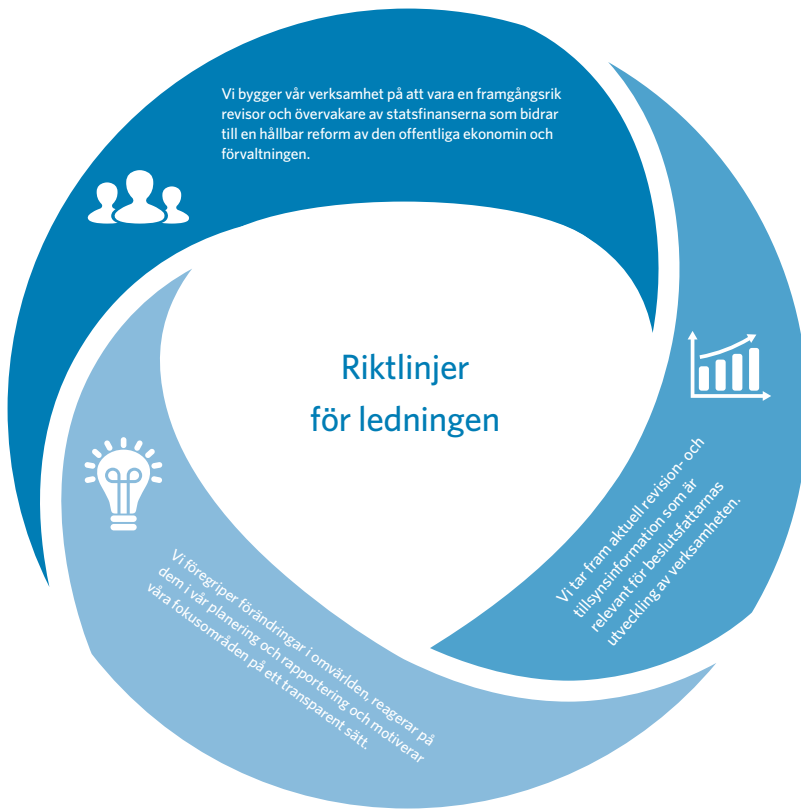 Vi bygger vår verksamhet på att vara en framgångsrik
revisor och övervakare av statsfinanserna som bidrar
till en hållbar reform av den offentliga ekonomin och
förvaltningen.
Riktlinjer
för ledningen
Vi tar fram aktuell revision- och
tillsynsinformation som är
relevant för beslutsfattarnas
utveckling av verksamheten.
Vi föregriper förändringar i omvärlden, reagerar på
dem i vår planering och rapportering och motiverar
våra fokusområden på ett transparent sätt.